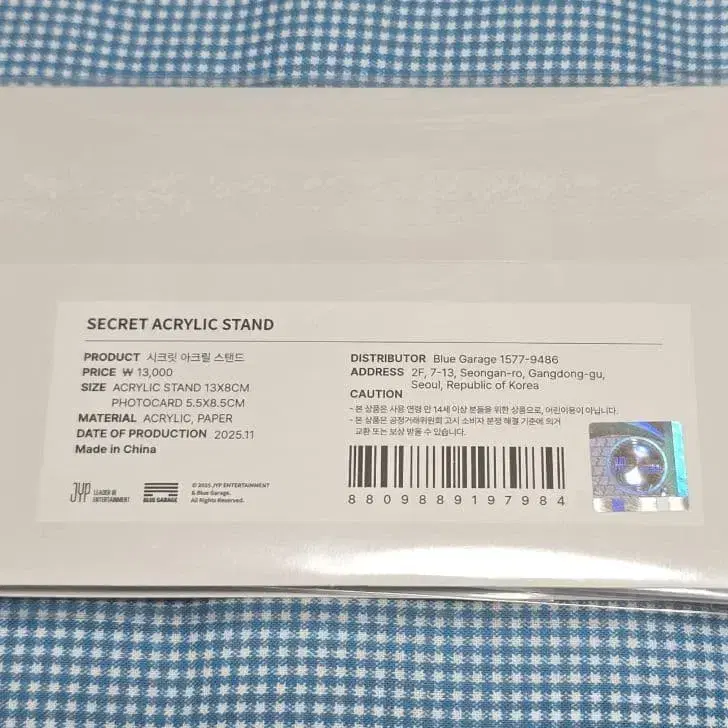 SECRET ACRYLIC STAND
PRODUCT 시크릿 아크릴 스탠드
PRICE ₩ 13,000
SIZE ACRYLIC STAND 13X8CM
PHOTOCARD 5.5X8.5CM
MATERIAL ACRYLIC, PAPER
DATE OF PRODUCTION 2025.11
Made in China
JYP LEADER IN
ENTERTAINMENT
BLUE GARAGE
© 2025 JYP ENTERTAINMENT
& Blue Garage.
All Rights Reserved.
DISTRIBUTOR Blue Garage 1577-9486
ADDRESS 2F, 7-13, Seongan-ro, Gangdong-gu,
Seoul, Republic of Korea
CAUTION
- 본 상품은 사용 연령 만 14세 이상 분들을 위한 상품으로, 어린이용이 아닙니다.
- 본 상품은 공정거래위원회 고시 소비자 분쟁 해결 기준에 의거
교환 또는 보상 받을 수 있습니다.
8809889197984